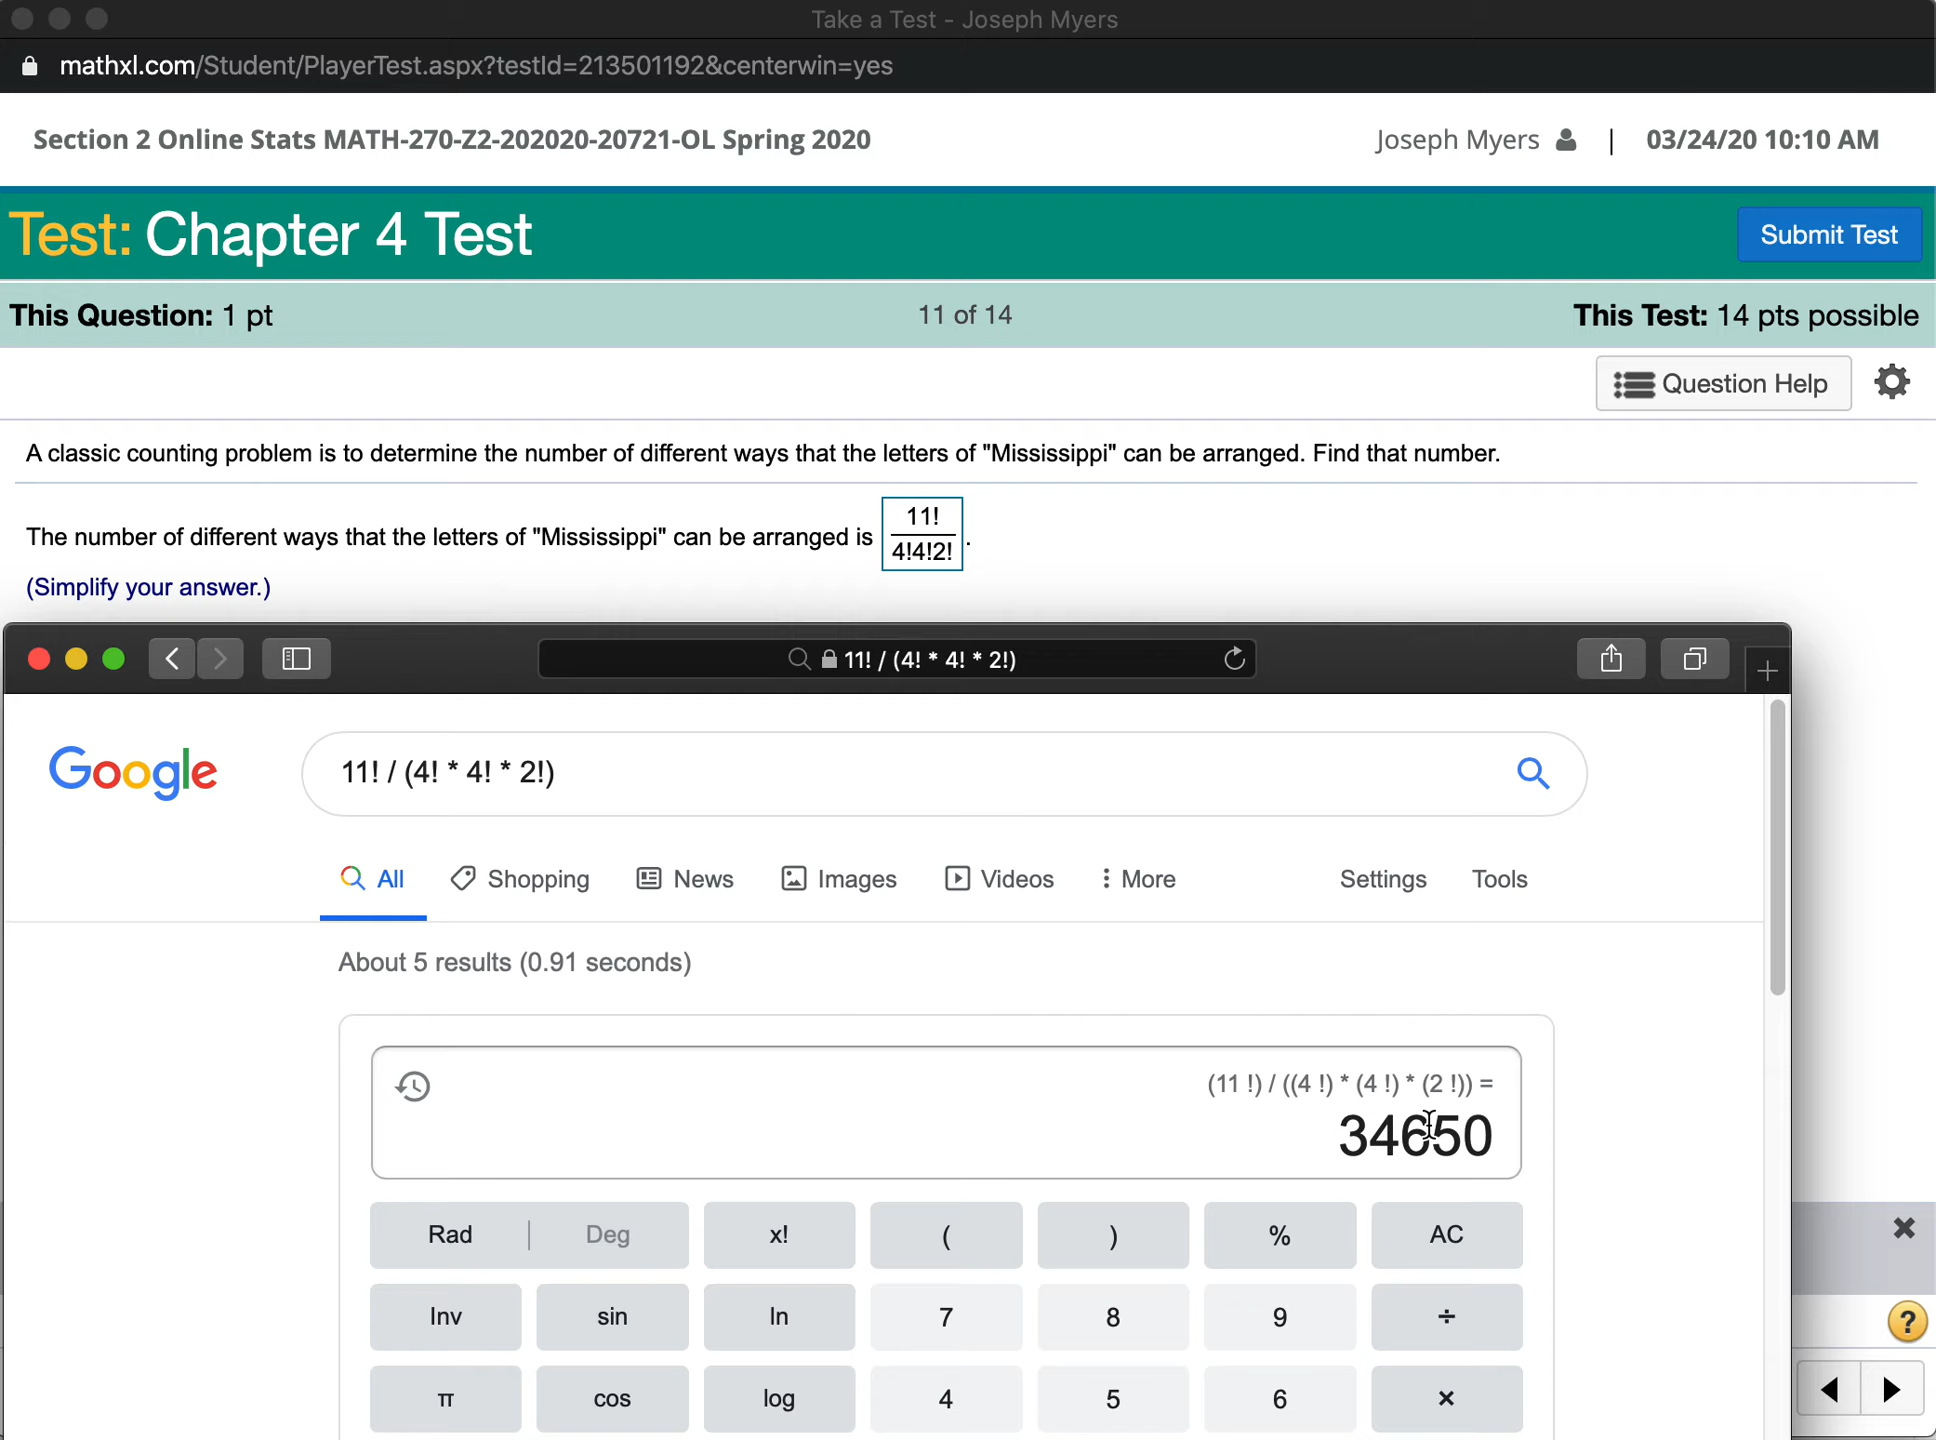 Take a Test - Joseph Myers
mathxl.com/Student/PlayerTest.aspx?testId=213501192&centerwin=yes
Section 2 Online Stats MATH-270-Z2-202020-20721-OL Spring 2020
Joseph Myers | 03/24/20 10:10 AM
Test: Chapter 4 Test
Submit Test
This Question: 1 pt
11 of 14
This Test: 14 pts possible
Question Help
A classic counting problem is to determine the number of different ways that the letters of "Mississippi" can be arranged. Find that number.
11!
The number of different ways that the letters of "Mississippi" can be arranged is
4!4!2!
.
(Simplify your answer.)
11! / (4! * 4! * 2!)
Google
11! / (4! * 4! * 2!)
All Shopping News Images Videos More Settings Tools
About 5 results (0.91 seconds)
(11 !) / ((4 !) * (4 !) * (2 !)) =
34650
Rad | Deg x! ( ) % AC
Inv sin ln 7 8 9 ÷
π cos log 4 5 6 ×
?